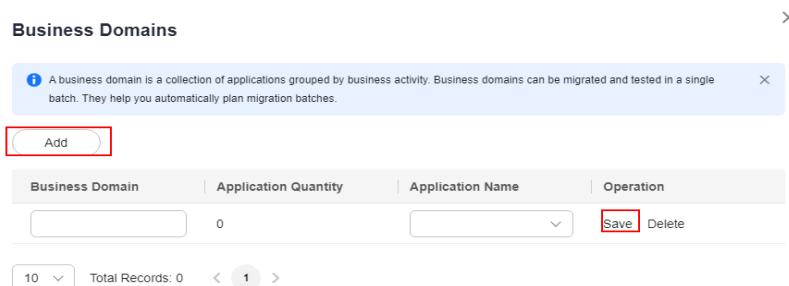 Business Domains
A business domain is a collection of applications grouped by business activity. Business domains can be migrated and tested in a single
batch. They help you automatically plan migration batches.
Add
Business Domain Application Quantity Application Name Operation
0 Save Delete
10 Total Records: 0 1